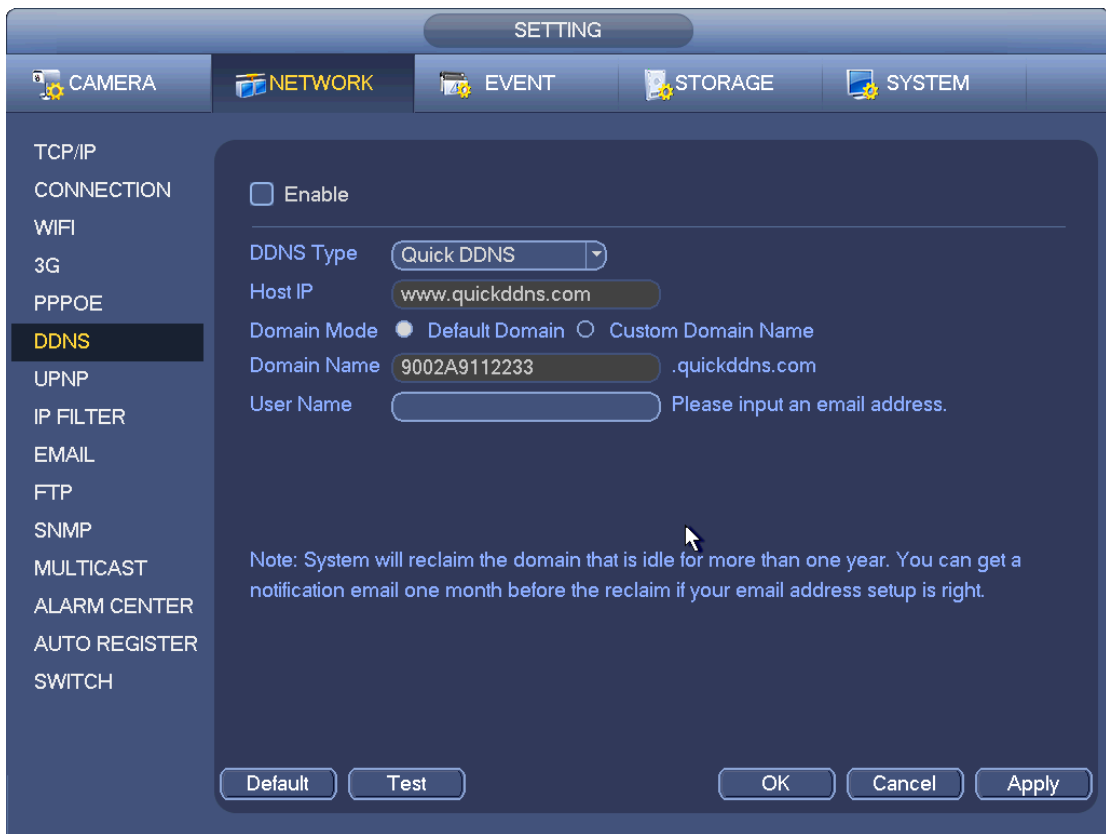 SETTING
CAMERA NETWORK EVENT STORAGE SYSTEM
TCP/IP
CONNECTION
WIFI
3G
PPPOE
DDNS
UPNP
IP FILTER
EMAIL
FTP
SNMP
MULTICAST
ALARM CENTER
AUTO REGISTER
SWITCH
Enable
DDNS Type Quick DDNS
Host IP www.quickddns.com
Domain Mode Default Domain Custom Domain Name
Domain Name 9002A9112233 .quickddns.com
User Name Please input an email address.
Note: System will reclaim the domain that is idle for more than one year. You can get a
notification email one month before the reclaim if your email address setup is right.
Default Test OK Cancel Apply